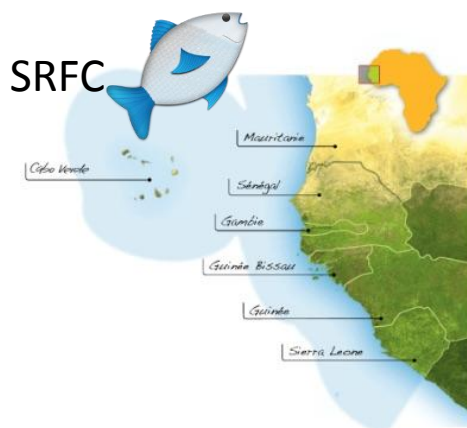 SRFC
Mauritanie
Cabo Verde
Sénégal
Gambie
Guinée Bissau
Guinée
Sierra Leone